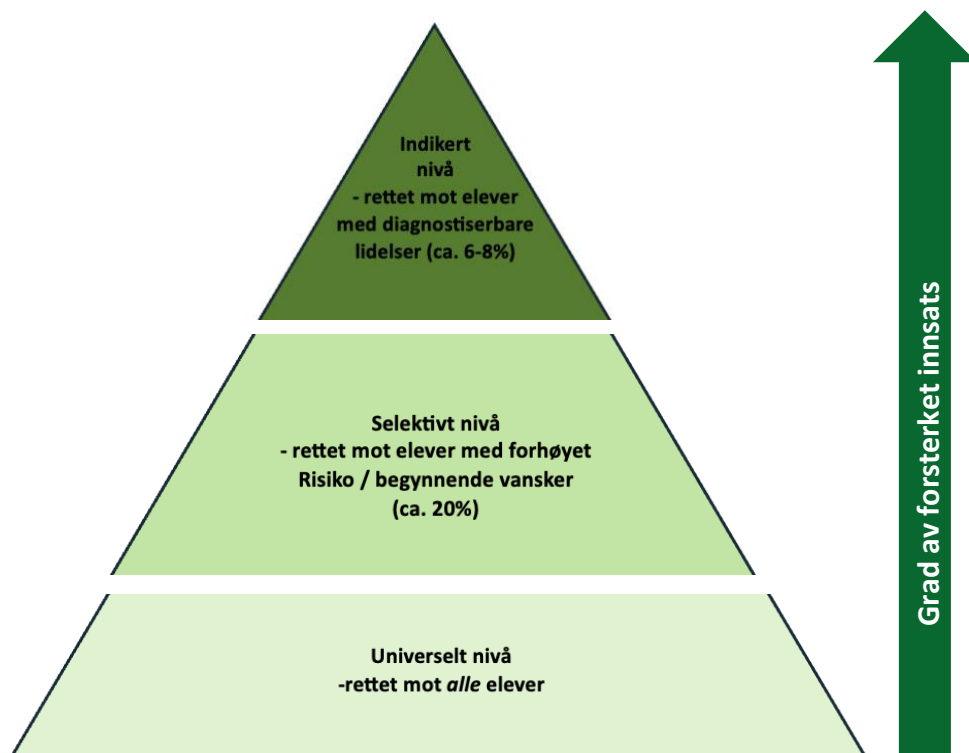 Indikert
nivå
- rettet mot elever
med diagnostiserbare
lidelser (ca. 6-8%)
Selektivt nivå
- rettet mot elever med forhøyet
Risiko / begynnende vansker
(ca. 20%)
Universelt nivå
-rettet mot alle elever
Grad av forsterket innsats